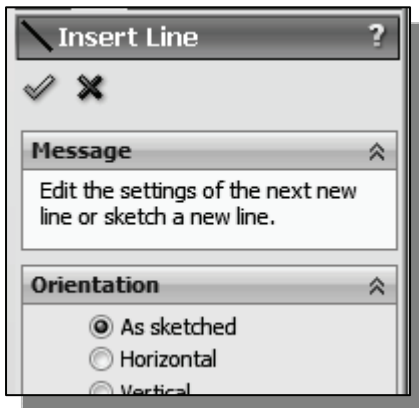 Insert Line ?
Message
Edit the settings of the next new
line or sketch a new line.
Orientation
As sketched
Horizontal
Vertical